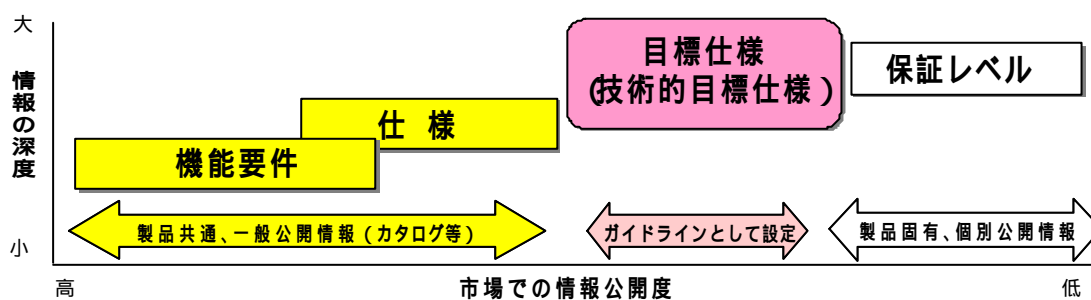 大
情報の深度
小
機能要件
仕 様
目標仕様
(技術的目標仕様)
保証レベル
製品共通、一般公開情報(カタログ等)
ガイドラインとして設定
製品固有、個別公開情報
高
市場での情報公開度
低